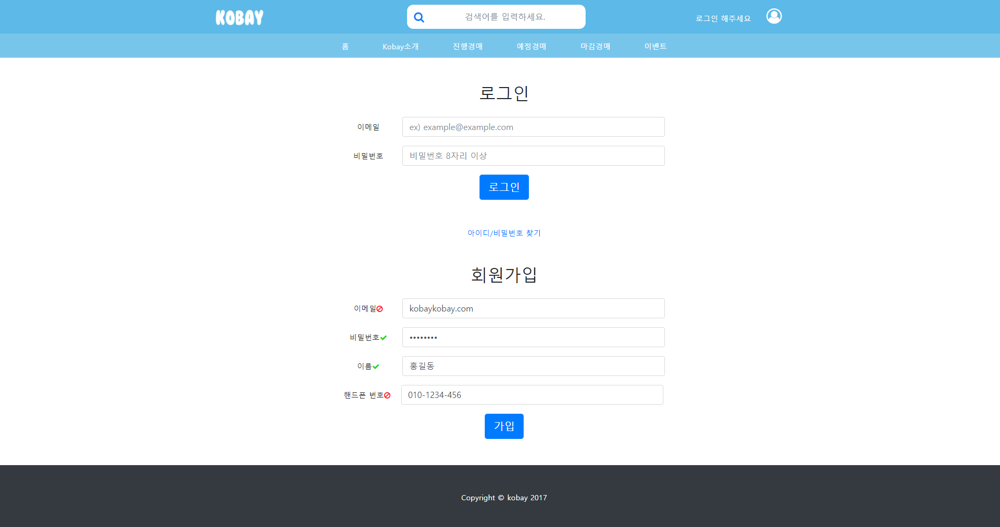 KOBAY
검색어를 입력하세요.
로그인 해주세요
홈 Kobay소개 진행경매 예정경매 마감경매 이벤트
로그인
이메일 ex) example@example.com
비밀번호 비밀번호 8자리 이상
로그인
아이디/비밀번호 찾기
회원가입
이메일 kobaykobay.com
비밀번호 ••••••••
이름 홍길동
핸드폰 번호 010-1234-456
가입
Copyright © kobay 2017